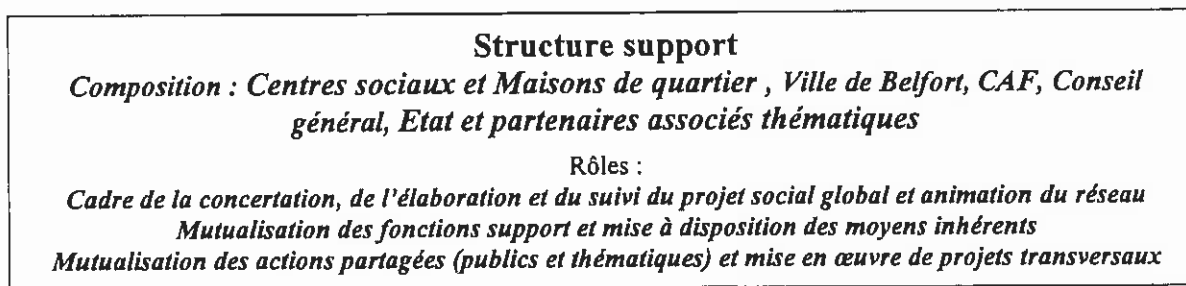 Structure support
Composition : Centres sociaux et Maisons de quartier , Ville de Belfort, CAF, Conseil
général, Etat et partenaires associés thématiques
Rôles :
Cadre de la concertation, de l'élaboration et du suivi du projet social global et animation du réseau
Mutualisation des fonctions support et mise à disposition des moyens inhérents
Mutualisation des actions partagées (publics et thématiques) et mise en œuvre de projets transversaux